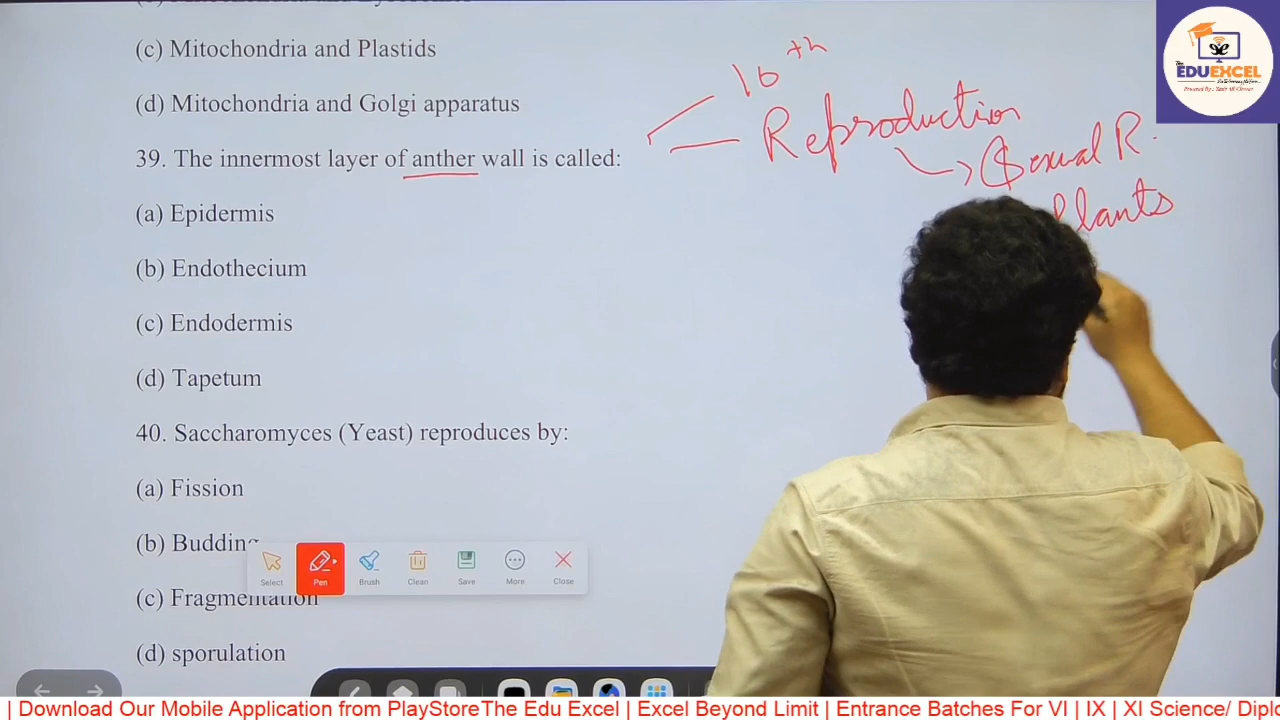 (c) Mitochondria and Plastids
(d) Mitochondria and Golgi apparatus
39. The innermost layer of anther wall is called:
(a) Epidermis
(b) Endothecium
(c) Endodermis
(d) Tapetum
40. Saccharomyces (Yeast) reproduces by:
(a) Fission
(b) Budding
(c) Fragmentation
(d) sporulation
10th
Reproduction
Sexual R.
Plants
Select
Pen
Brush
Clean
Save
More
Close
The
EDUEXCEL
| Download Our Mobile Application from PlayStoreThe Edu Excel | Excel Beyond Limit | Entrance Batches For VI | IX | XI Science/ Diplo